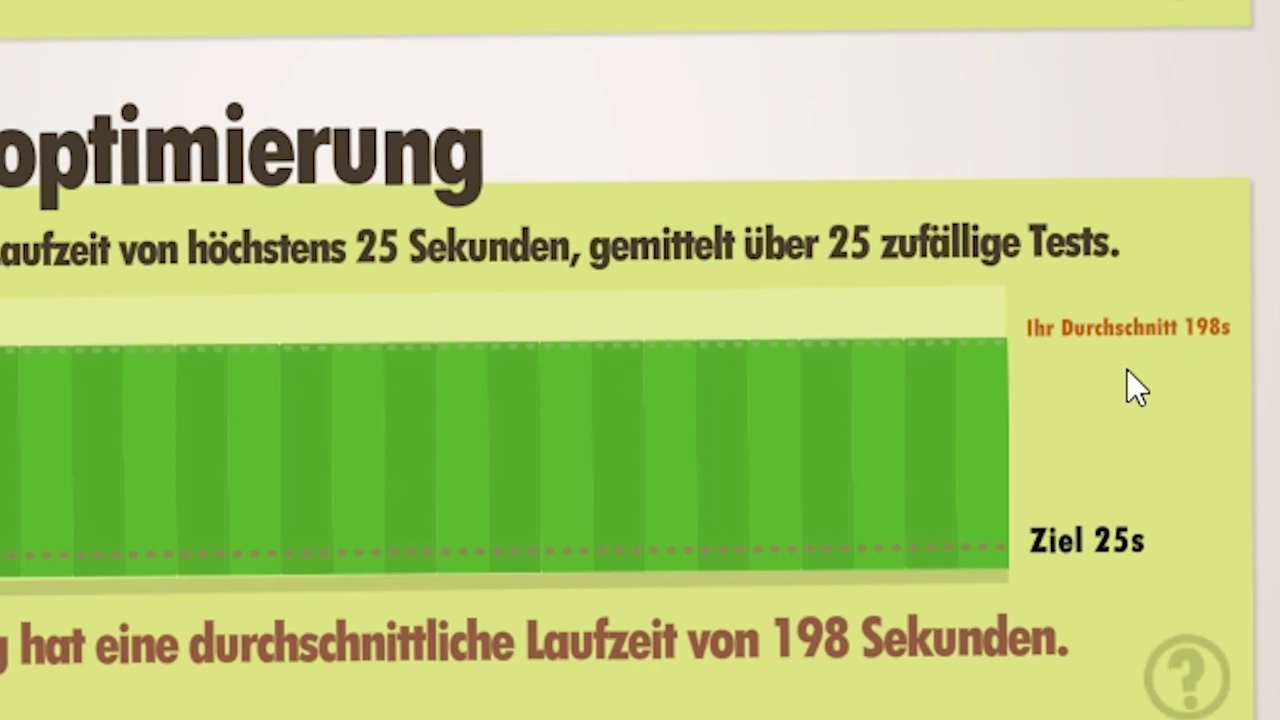 optimierung
Laufzeit von höchstens 25 Sekunden, gemittelt über 25 zufällige Tests.
Ihr Durchschnitt 198s
Ziel 25s
hat eine durchschnittliche Laufzeit von 198 Sekunden.
?